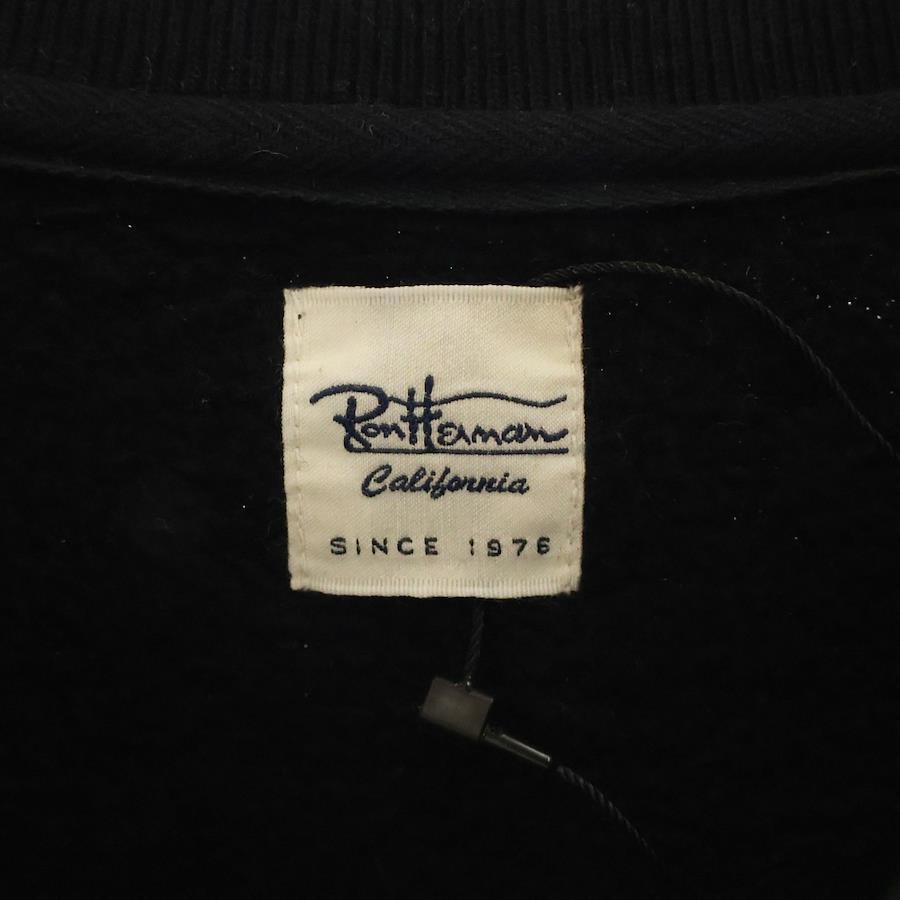 Ron Herman
California
SINCE 1976